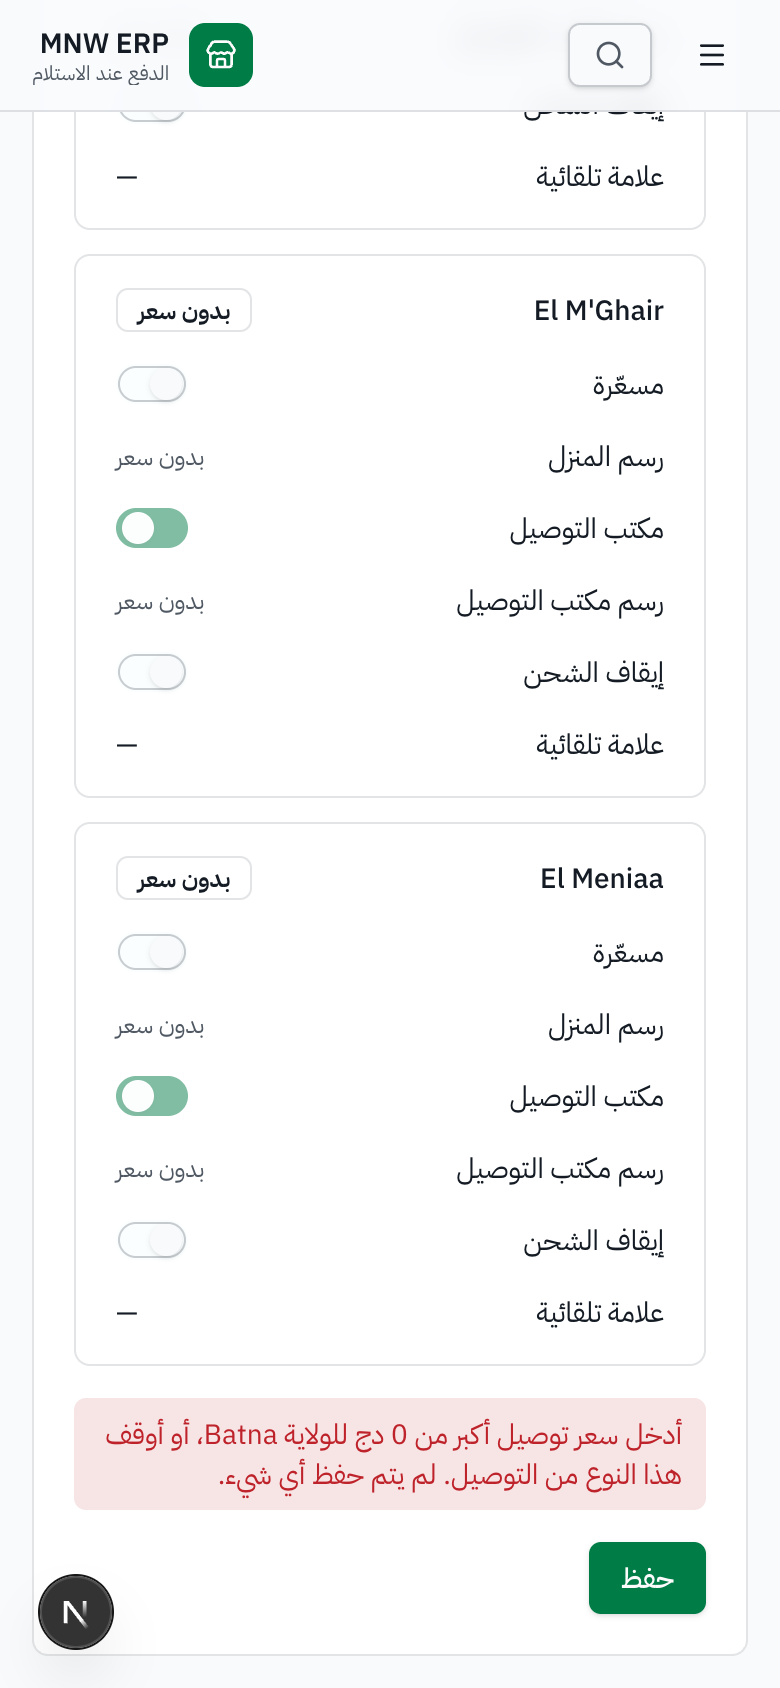 MNW ERP
الدفع عند الاستلام
إيقاف الشحن
علامة تلقائية
—
El M'Ghair
بدون سعر
مسعّرة
رسم المنزل
بدون سعر
مكتب التوصيل
رسم مكتب التوصيل
بدون سعر
إيقاف الشحن
علامة تلقائية
—
El Meniaa
بدون سعر
مسعّرة
رسم المنزل
بدون سعر
مكتب التوصيل
رسم مكتب التوصيل
بدون سعر
إيقاف الشحن
علامة تلقائية
—
أدخل سعر توصيل أكبر من 0 دج للولاية Batna، أو أوقف
هذا النوع من التوصيل. لم يتم حفظ أي شيء.
حفظ
N